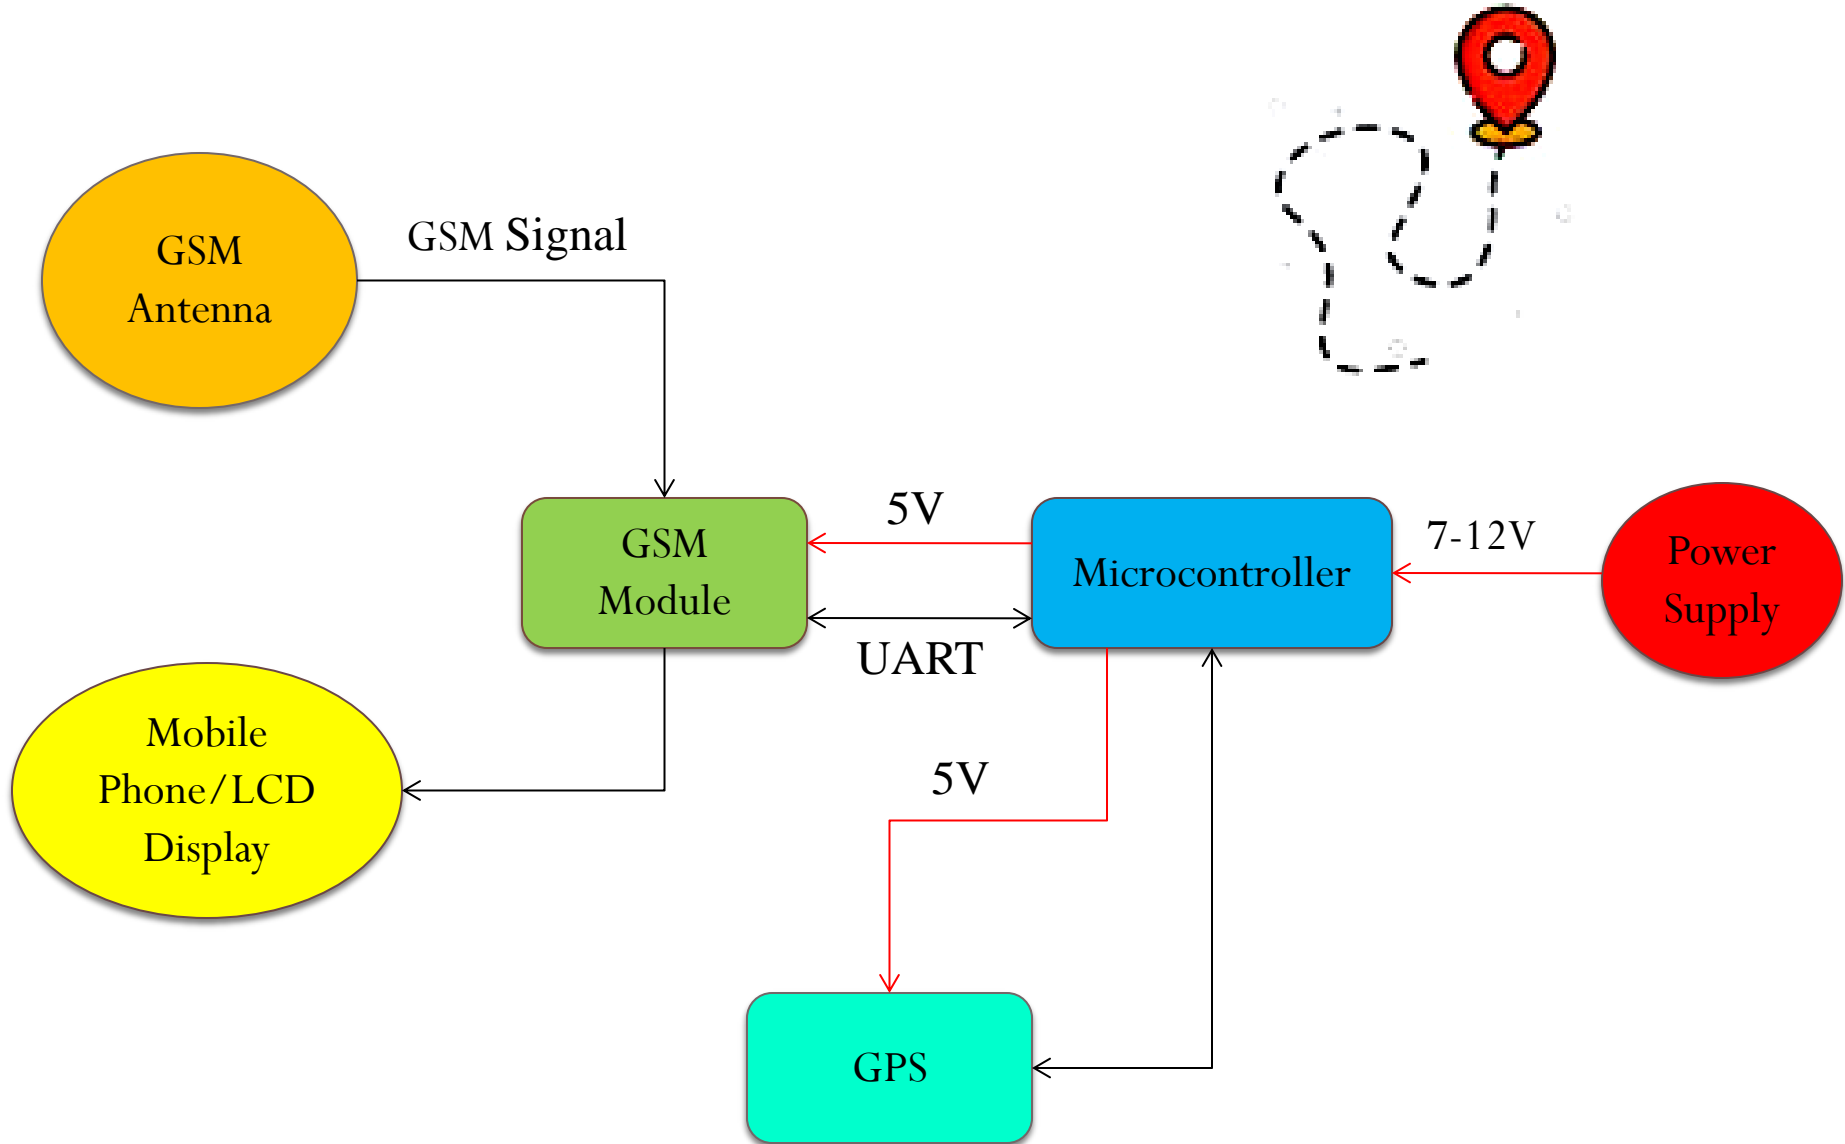 GSM
Antenna
GSM Signal
GSM
Module
5V
UART
Microcontroller
7-12V
Power
Supply
Mobile
Phone/LCD
Display
5V
GPS